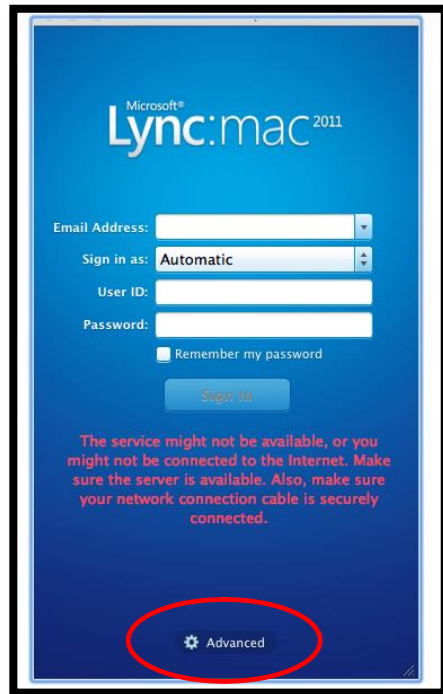 Microsoft®
Lync:mac 2011
Email Address:
Sign in as: Automatic
User ID:
Password:
Remember my password
Sign In
The service might not be available, or you
might not be connected to the Internet. Make
sure the server is available. Also, make sure
your network connection cable is securely
connected.
Advanced